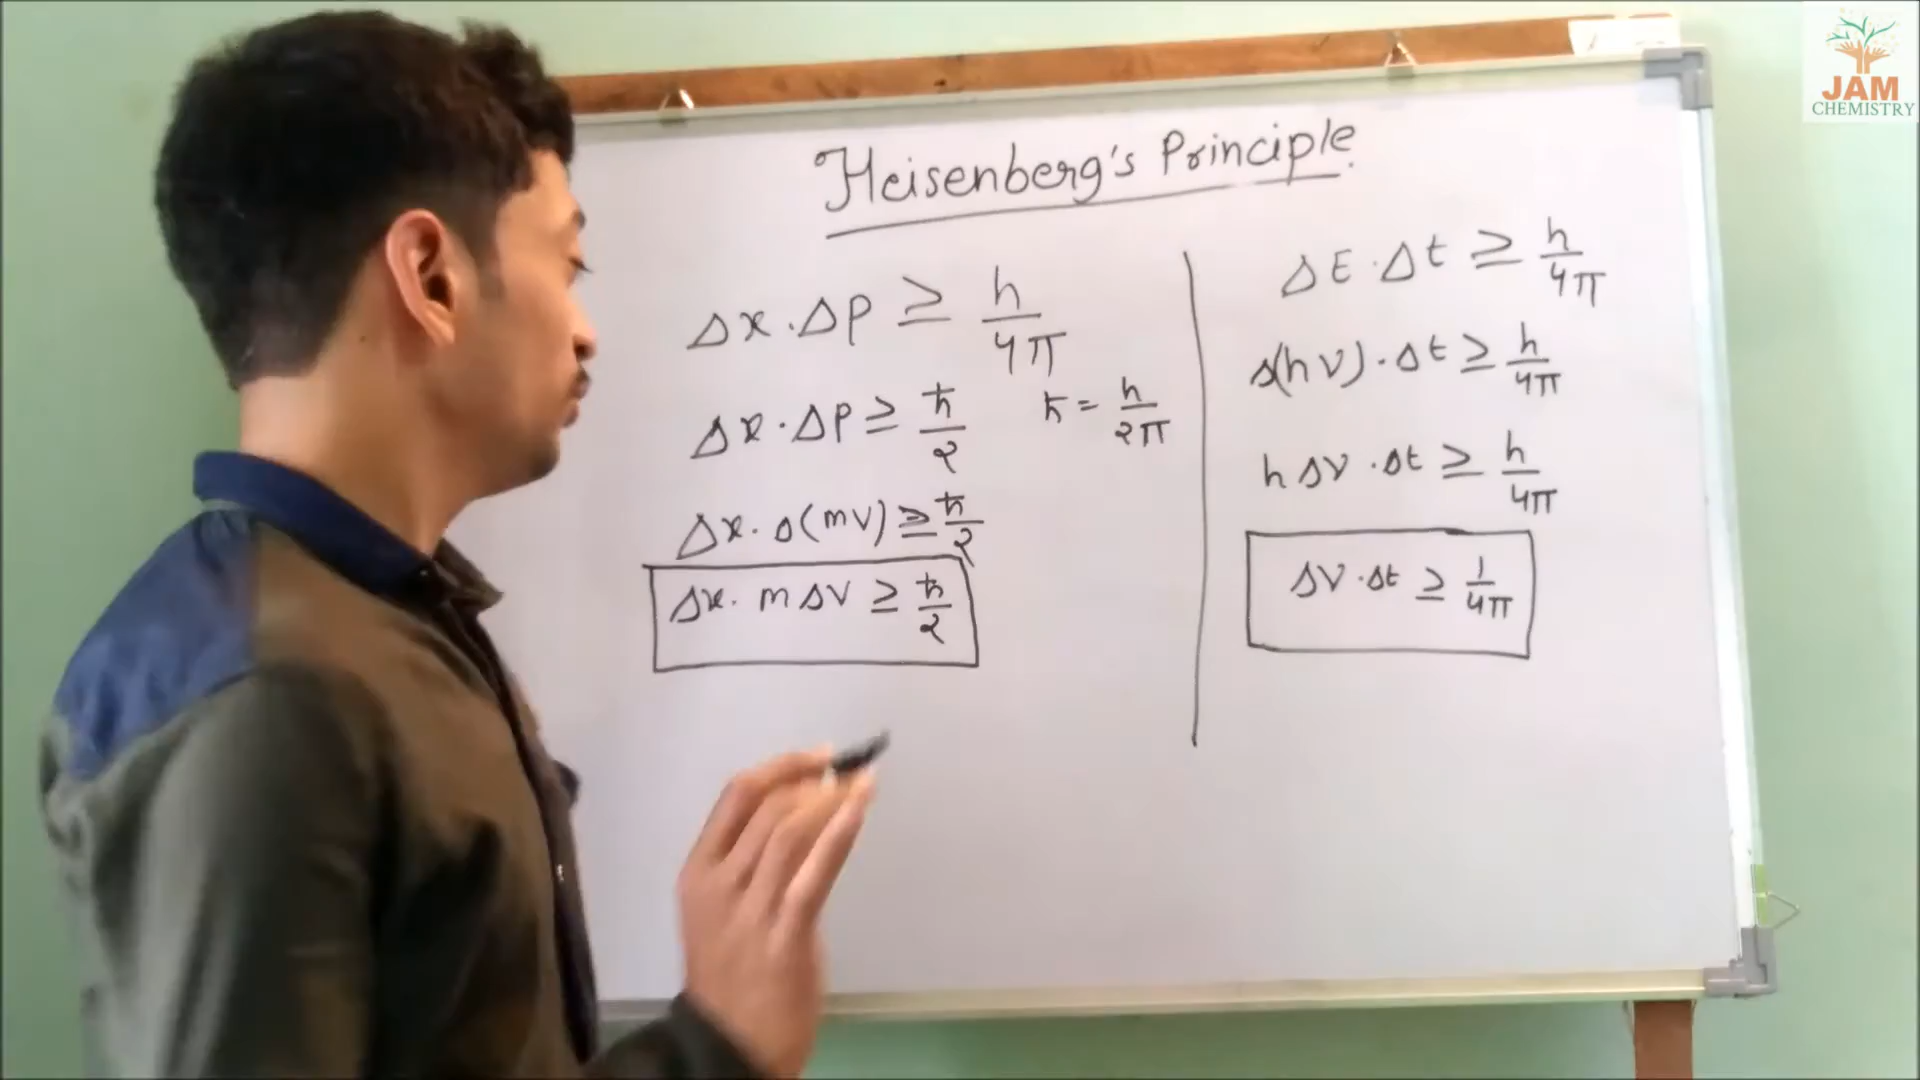 JAM
CHEMISTRY
Heisenberg's Principle.
Δx.Δp ≥ h/4π
Δx.Δp ≥ ħ/2
ħ = h/2π
Δx.Δ(mv) ≥ ħ/2
Δx. mΔv ≥ ħ/2
ΔE.Δt ≥ h/4π
Δ(hν).Δt ≥ h/4π
hΔν.Δt ≥ h/4π
Δν.Δt ≥ 1/4π